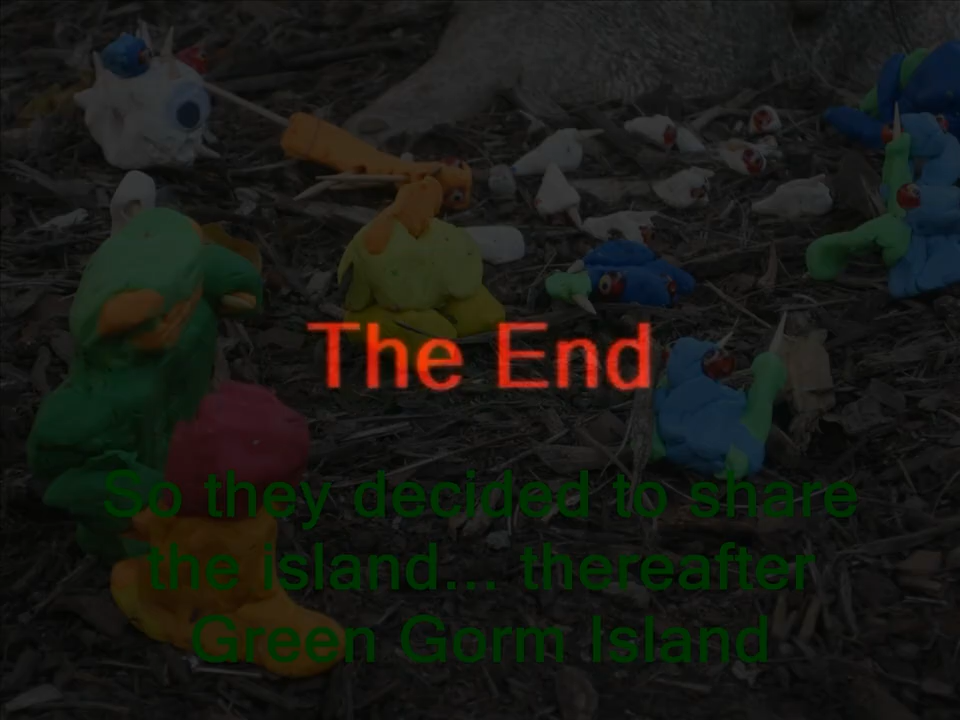 The End
So they decided to share
the island... thereafter
Green Gorm Island